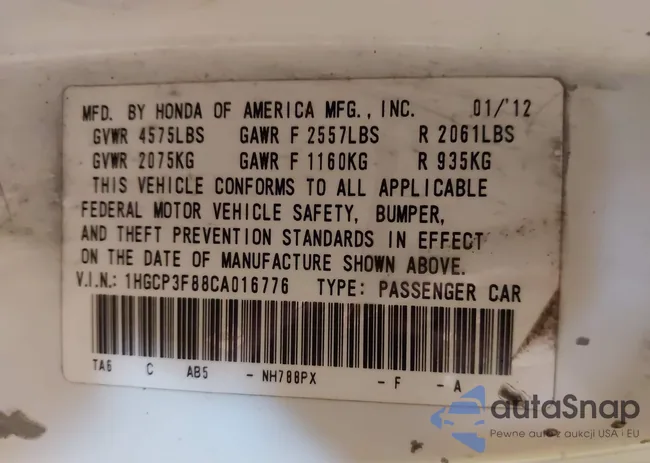 MFD. BY HONDA OF AMERICA MFG., INC. 01/'12
GVWR 4575LBS GAWR F 2557LBS R 2061LBS
GVWR 2075KG GAWR F 1160KG R 935KG
THIS VEHICLE CONFORMS TO ALL APPLICABLE
FEDERAL MOTOR VEHICLE SAFETY, BUMPER,
AND THEFT PREVENTION STANDARDS IN EFFECT
ON THE DATE OF MANUFACTURE SHOWN ABOVE.
V.I.N.: 1HGCP3F88CA016776 TYPE: PASSENGER CAR
TA6 C AB5 - NH788PX - F - A
autaSnap
Pewne auta z aukcji USA i EU